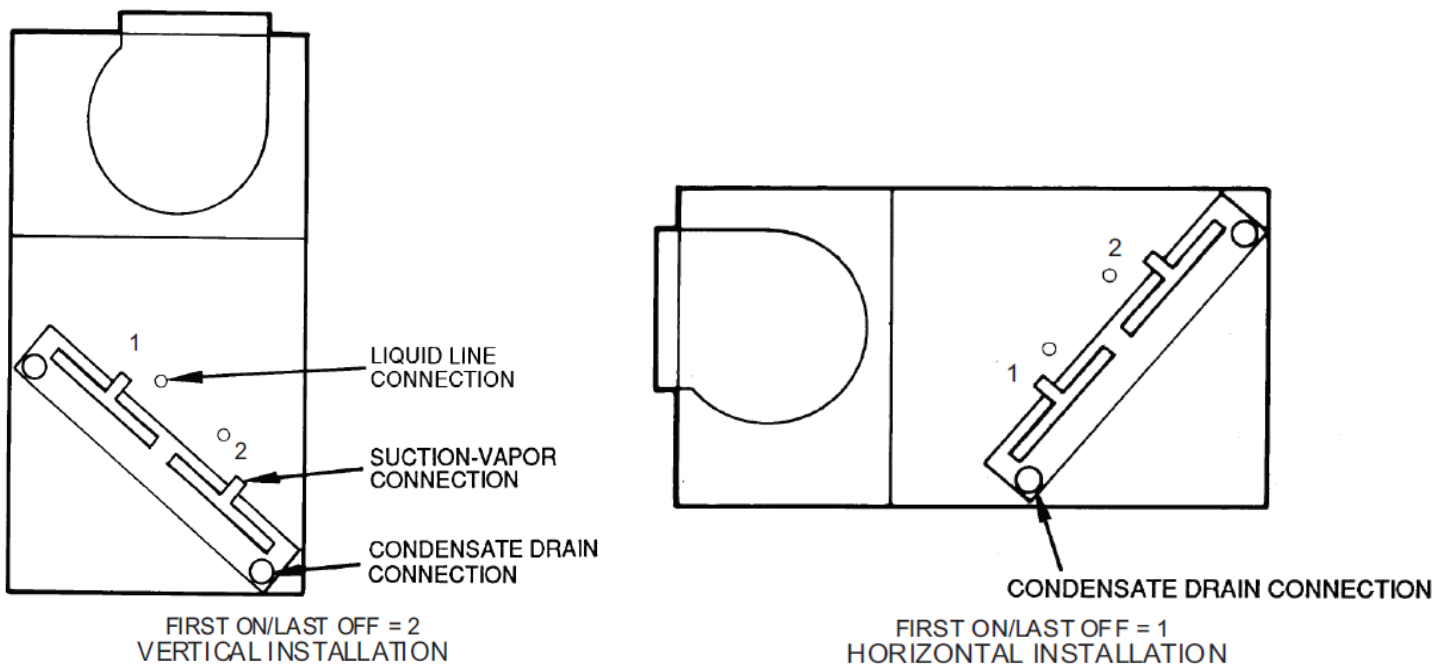 1
LIQUID LINE
CONNECTION
2
SUCTION-VAPOR
CONNECTION
CONDENSATE DRAIN
CONNECTION
FIRST ON/LAST OFF = 2
VERTICAL INSTALLATION
2
1
CONDENSATE DRAIN CONNECTION
FIRST ON/LAST OFF = 1
HORIZONTAL INSTALLATION